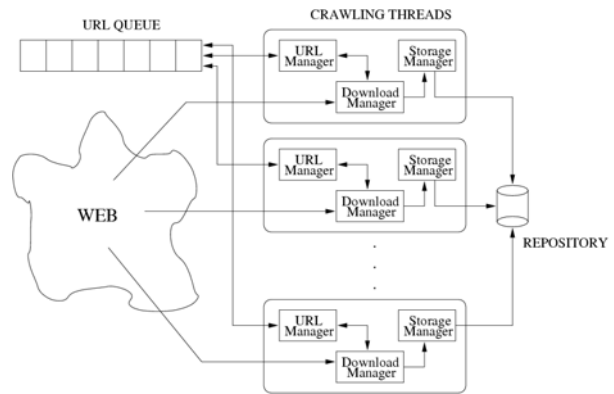 CRAWLING THREADS
URL QUEUE
URL
Manager
Storage
Manager
Download
Manager
URL
Manager
Storage
Manager
Download
Manager
WEB
REPOSITORY
.
.
.
URL
Manager
Storage
Manager
Download
Manager